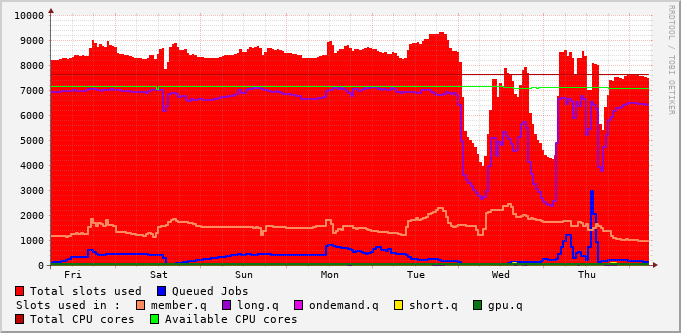 10000
9000
8000
7000
6000
5000
4000
3000
2000
1000
0
Fri Sat Sun Mon Tue Wed Thu
RRDTOOL / TOBI OETIKER
Total slots used Queued Jobs
Slots used in : member.q long.q ondemand.q short.q gpu.q
Total CPU cores Available CPU cores